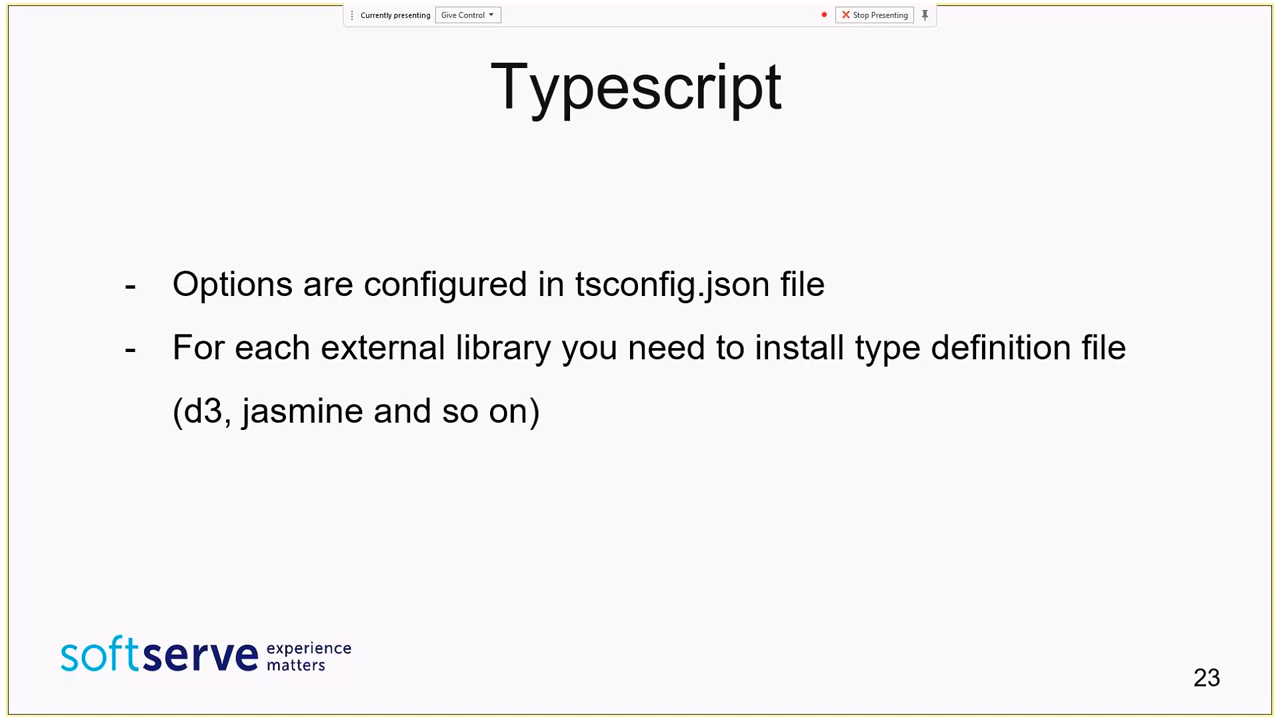 Currently presenting Give Control Stop Presenting
Typescript
- Options are configured in tsconfig.json file
- For each external library you need to install type definition file
(d3, jasmine and so on)
softserve experience
matters
23